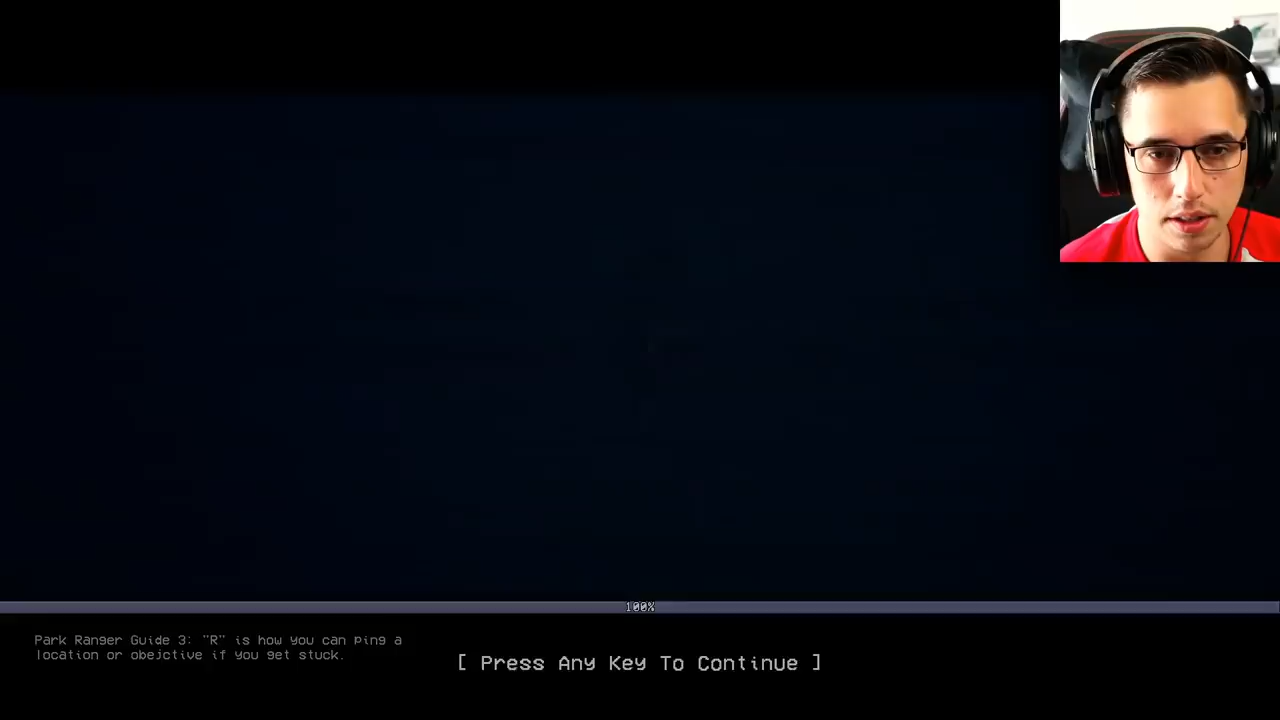 100%
Park Ranger Guide 3: "R" is how you can ping a
location or obejctive if you get stuck.
[ Press Any Key To Continue ]